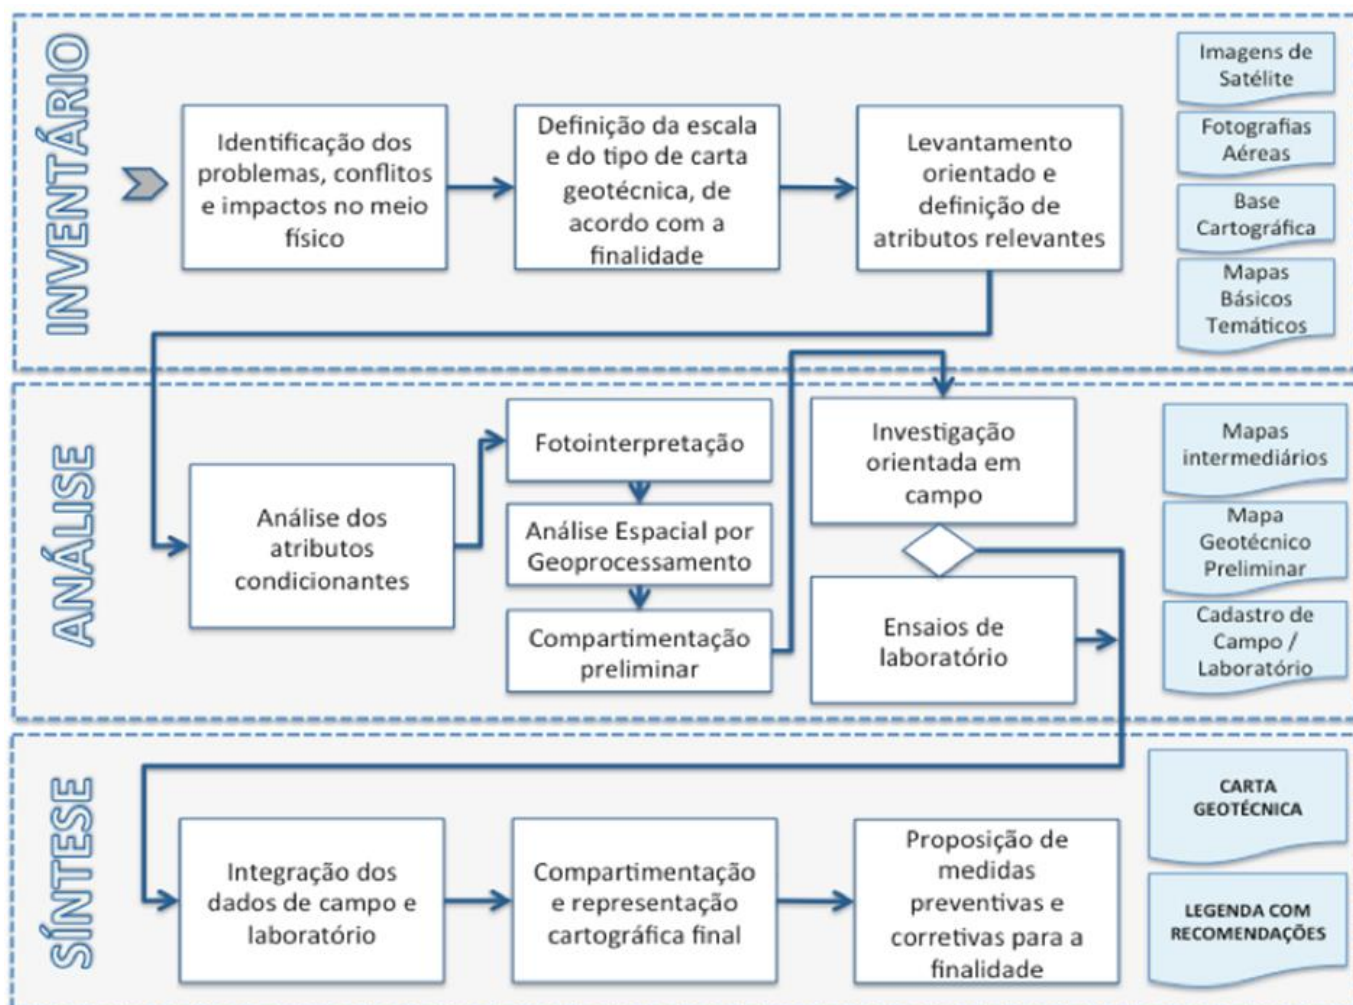 INVENTÁRIO
Identificação dos
problemas, conflitos
e impactos no meio
físico
Definição da escala
e do tipo de carta
geotécnica, de
acordo com a
finalidade
Levantamento
orientado e
definição de
atributos relevantes
Imagens de
Satélite
Fotografias
Aéreas
Base
Cartográfica
Mapas
Básicos
Temáticos
ANÁLISE
Análise dos
atributos
condicionantes
Fotointerpretação
Análise Espacial por
Geoprocessamento
Compartimentação
preliminar
Investigação
orientada em
campo
Ensaios de
laboratório
Mapas
intermediários
Mapa
Geotécnico
Preliminar
Cadastro de
Campo /
Laboratório
SÍNTESE
Integração dos
dados de campo e
laboratório
Compartimentação
e representação
cartográfica final
Proposição de
medidas
preventivas e
corretivas para a
finalidade
CARTA
GEOTÉCNICA
LEGENDA COM
RECOMENDAÇÕES